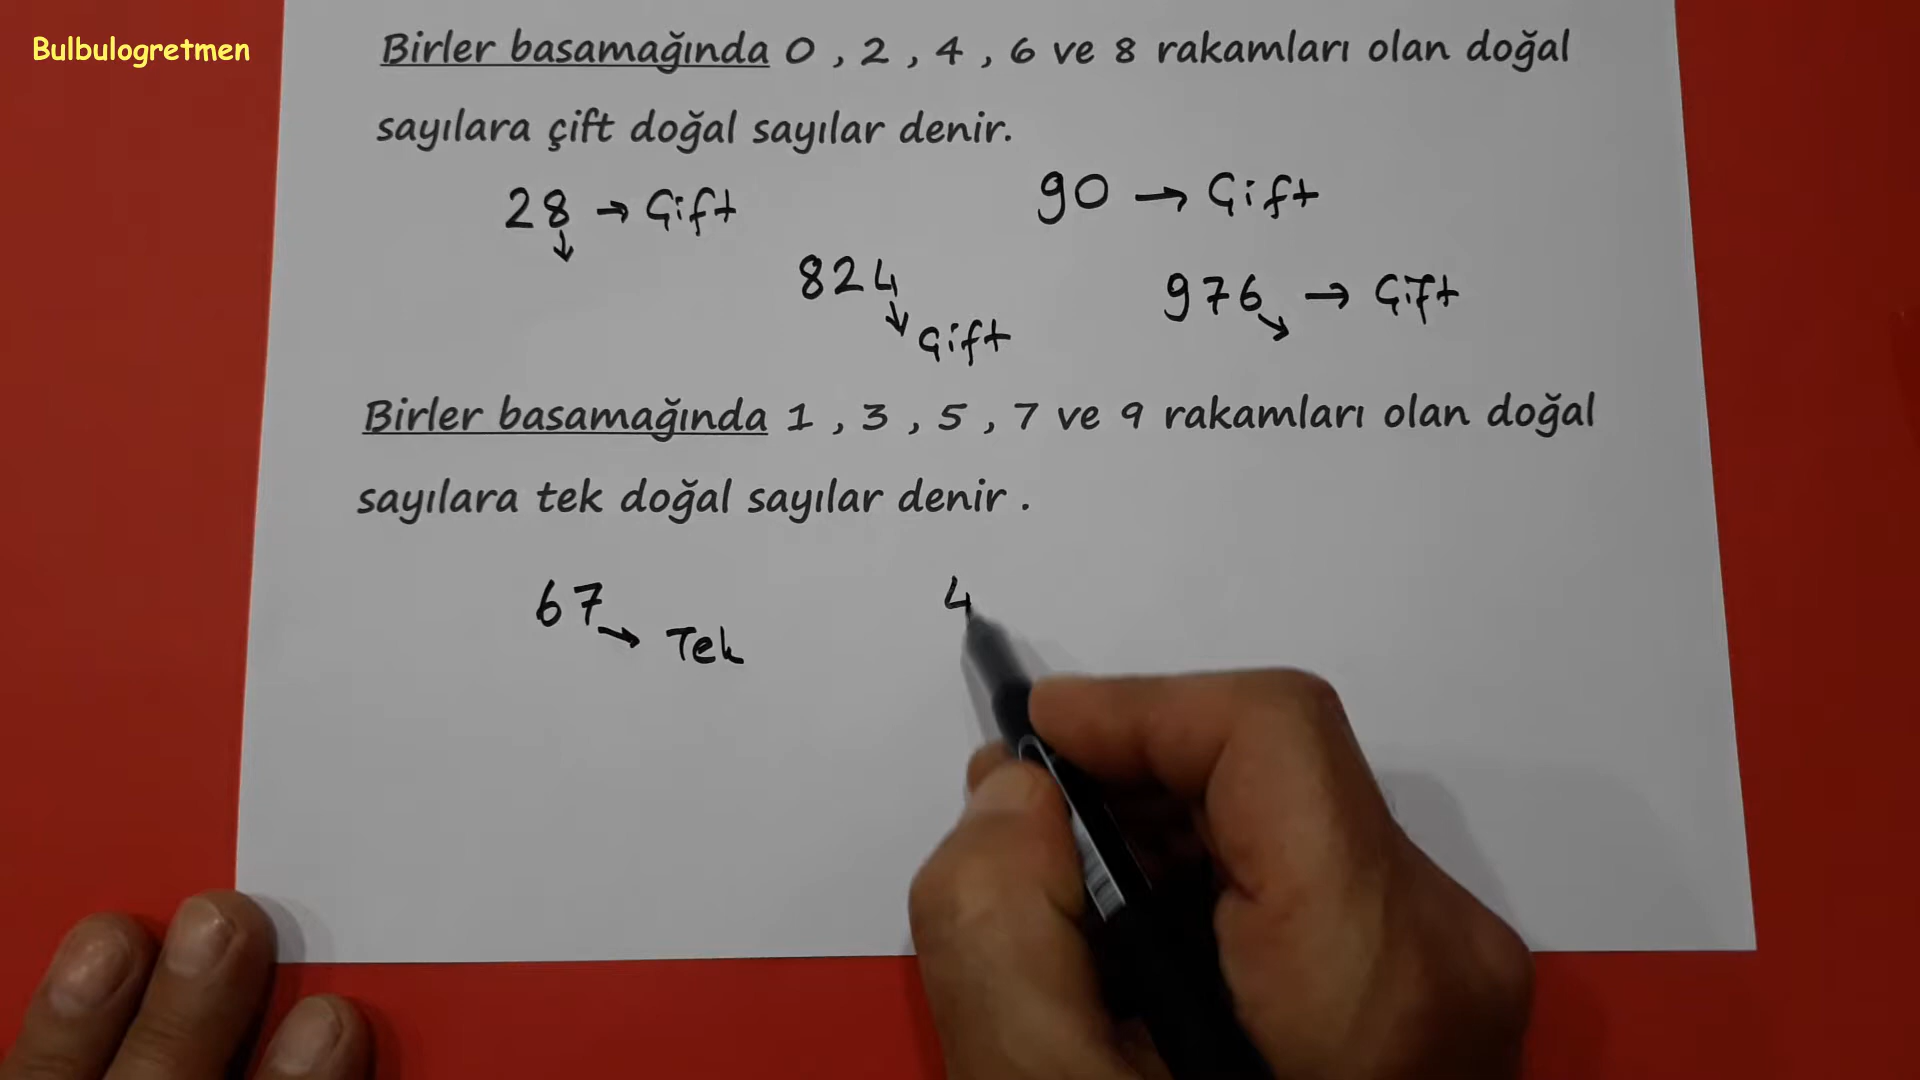 Bulbulogretmen
Birler basamağında 0 , 2 , 4 , 6 ve 8 rakamları olan doğal
sayılara çift doğal sayılar denir.
28 → Çift
90 → Çift
824
↓ Çift
976 → Çift
Birler basamağında 1 , 3 , 5 , 7 ve 9 rakamları olan doğal
sayılara tek doğal sayılar denir .
67 → Tek
4